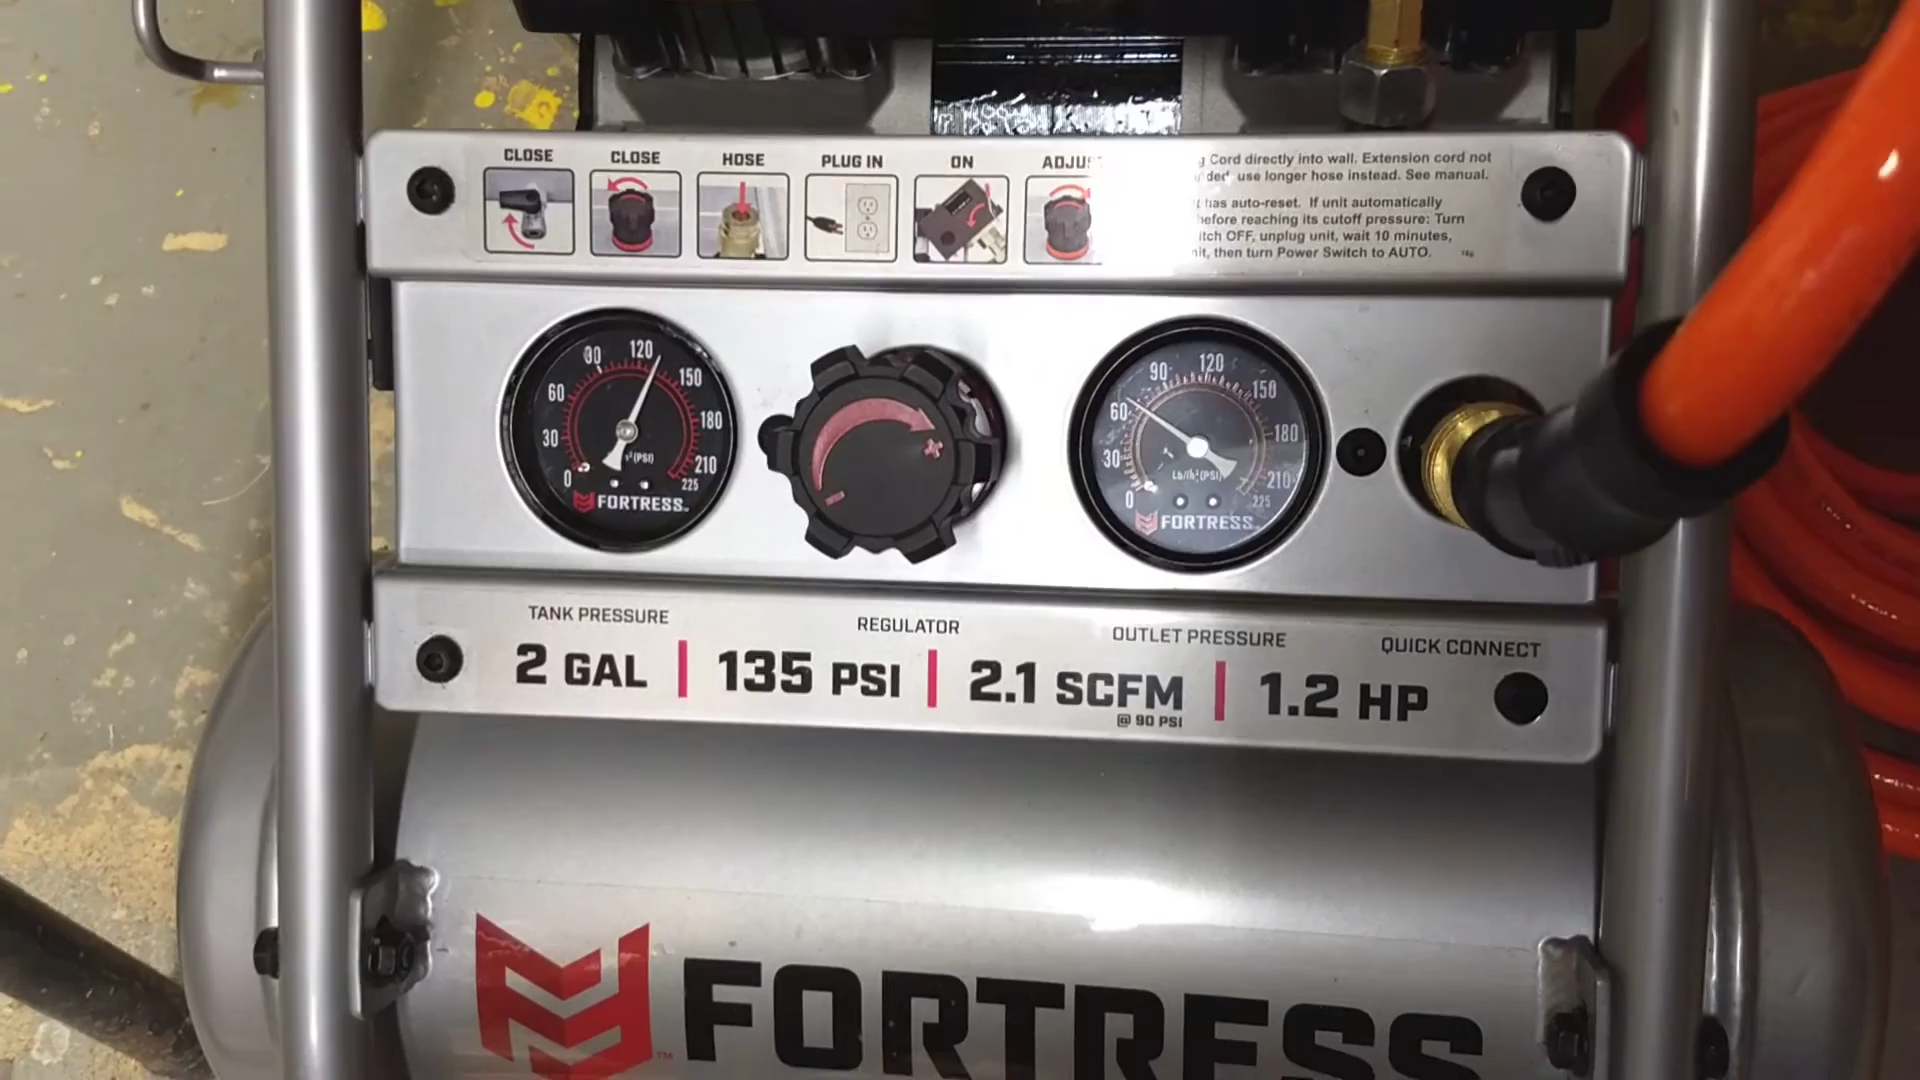 CLOSE
CLOSE
HOSE
PLUG IN
ON
Cord directly into wall. Extension cord not
use longer hose instead. See manual.
has auto-reset. If unit automatically
before reaching its cutoff pressure: Turn
OFF, unplug unit, wait 10 minutes,
then turn Power Switch to AUTO.
0 30 60 90 120 150 180 210 225
(PSI)
FORTRESS
0 30 60 90 120 150 180 210 225
(PSI)
FORTRESS
TANK PRESSURE
REGULATOR
OUTLET PRESSURE
QUICK CONNECT
2 GAL
135 PSI
2.1 SCFM
@ 90 PSI
1.2 HP
FORTRESS